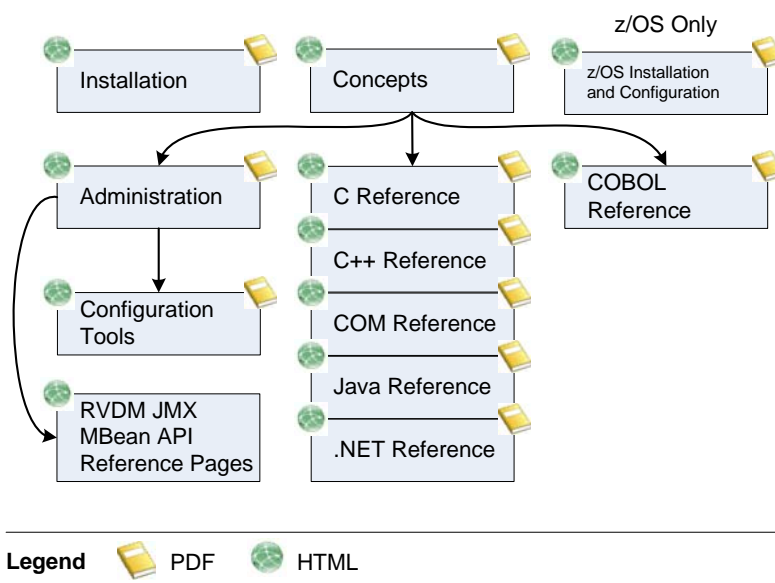 z/OS Only
Installation
Concepts
z/OS Installation
and Configuration
Administration
C Reference
COBOL
Reference
C++ Reference
Configuration
Tools
COM Reference
Java Reference
RVDM JMX
MBean API
Reference Pages
.NET Reference
Legend PDF HTML